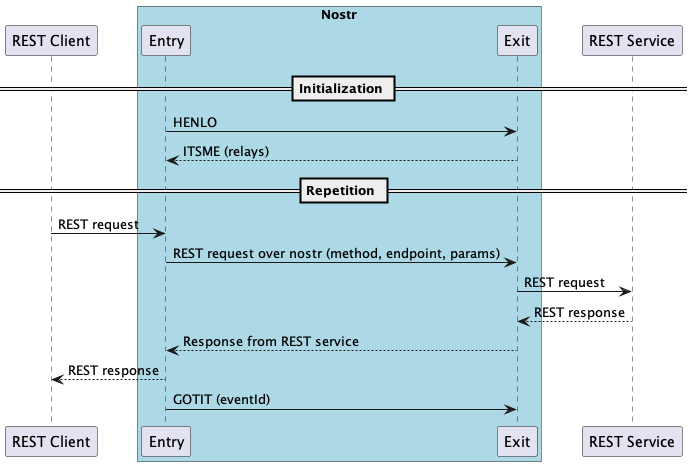 Nostr
REST Client
Entry
Exit
REST Service
Initialization
HENLO
ITSME (relays)
Repetition
REST request
REST request over nostr (method, endpoint, params)
REST request
REST response
Response from REST service
REST response
GOTIT (eventId)
REST Client
Entry
Exit
REST Service